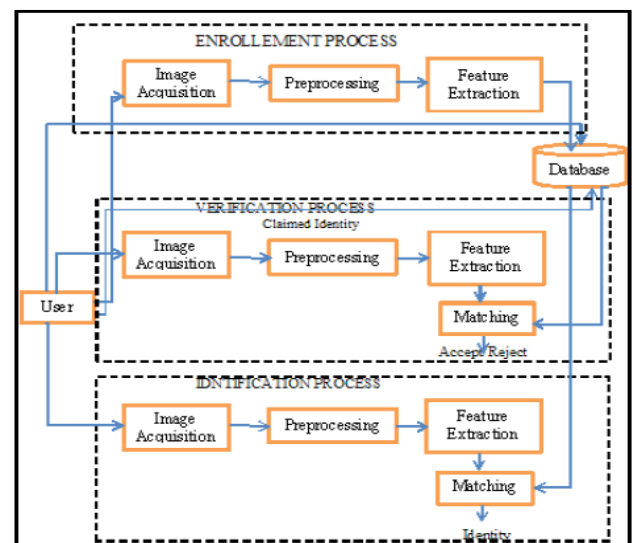 ENROLLEMENT PROCESS
Image
Acquisition
Preprocessing
Feature
Extraction
Database
VERIFICATION PROCESS
Claimed Identity
Image
Acquisition
Preprocessing
Feature
Extraction
User
Matching
Accept Reject
IDNTIFICATION PROCESS
Image
Acquisition
Preprocessing
Feature
Extraction
Matching
Identity